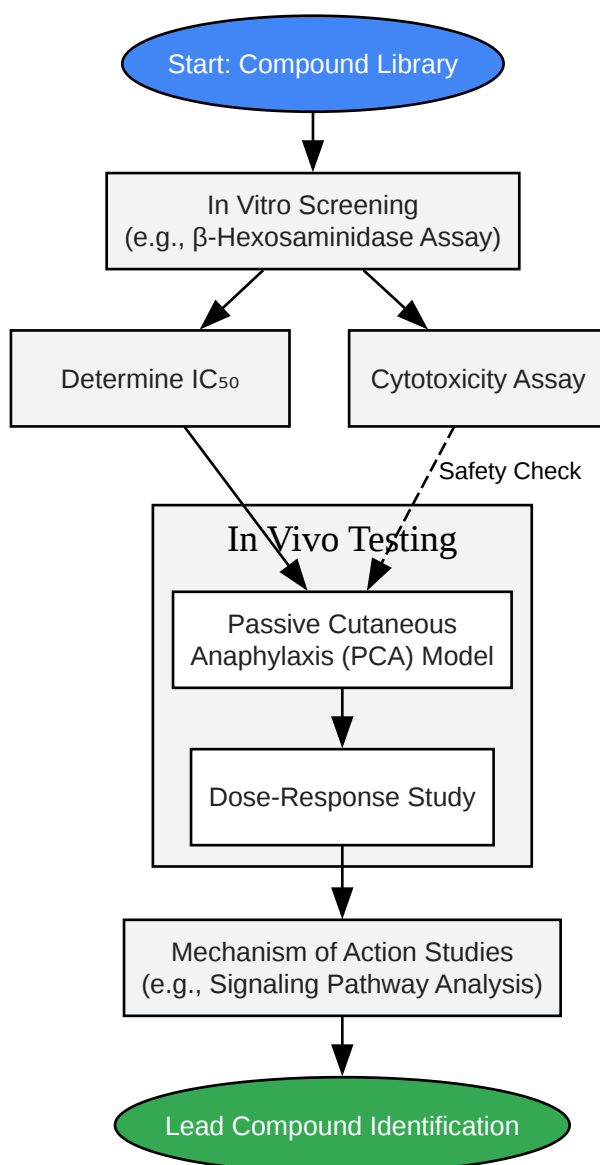 Start: Compound Library
In Vitro Screening
(e.g., β-Hexosaminidase Assay)
Determine IC₅₀
Cytotoxicity Assay
Safety Check
In Vivo Testing
Passive Cutaneous
Anaphylaxis (PCA) Model
Dose-Response Study
Mechanism of Action Studies
(e.g., Signaling Pathway Analysis)
Lead Compound Identification